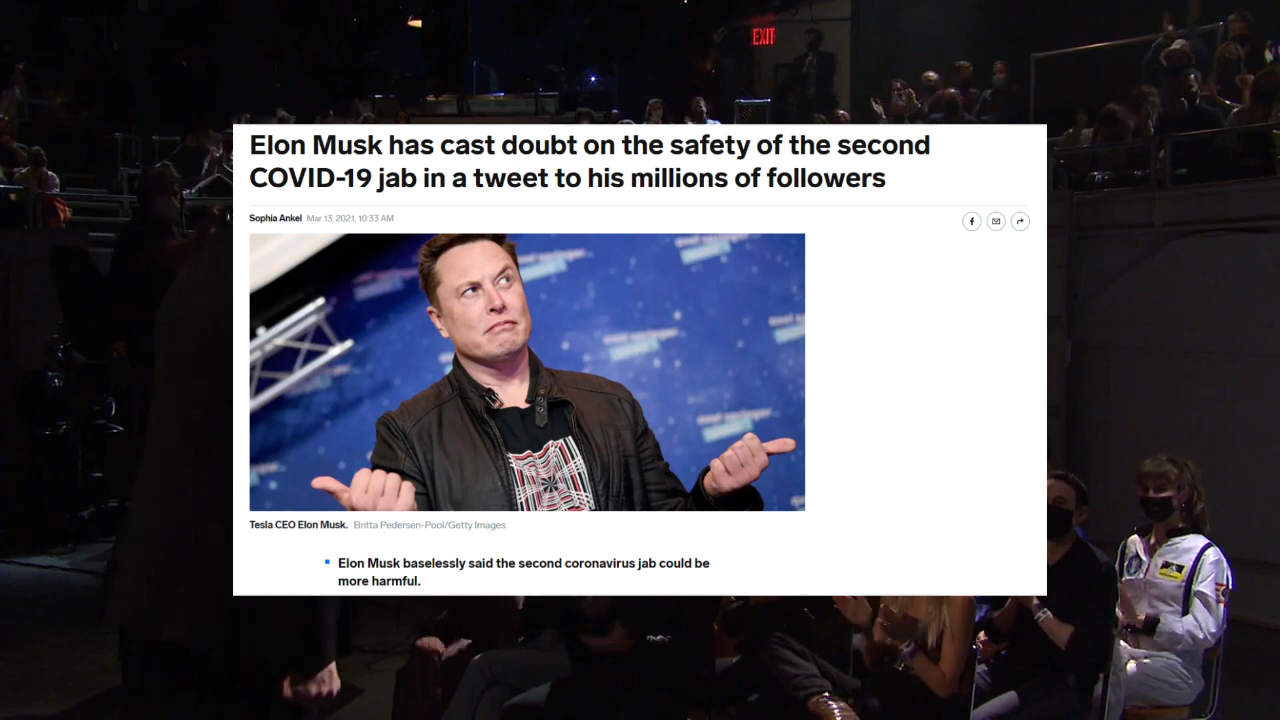 EXIT
Elon Musk has cast doubt on the safety of the second
COVID-19 jab in a tweet to his millions of followers
Sophia Ankel Mar 13, 2021, 10:33 AM
Tesla CEO Elon Musk. Britta Pedersen-Pool/Getty Images
Elon Musk baselessly said the second coronavirus jab could be
more harmful.